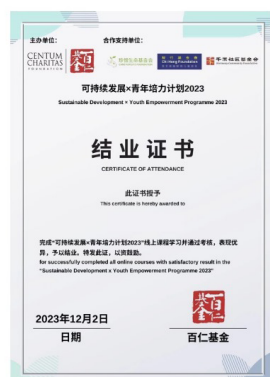 主办单位：
合作支持单位：
CENTUM
CHARITAS
FOUNDATION
可持续发展×青年培力计划2023
Sustainable Development × Youth Empowerment Programme 2023
结业证书
CERTIFICATE OF ATTENDANCE
此证书授予
This certificate is hereby awarded to
完成“可持续发展×青年培力计划2023”线上课程学习并通过考核，表现优
异，予以结业。特发此证，以资鼓励。
for successfully completed all online courses with satisfactory result in the
“Sustainable Development x Youth Empowerment Programme 2023”
2023年12月2日
日期
百仁基金